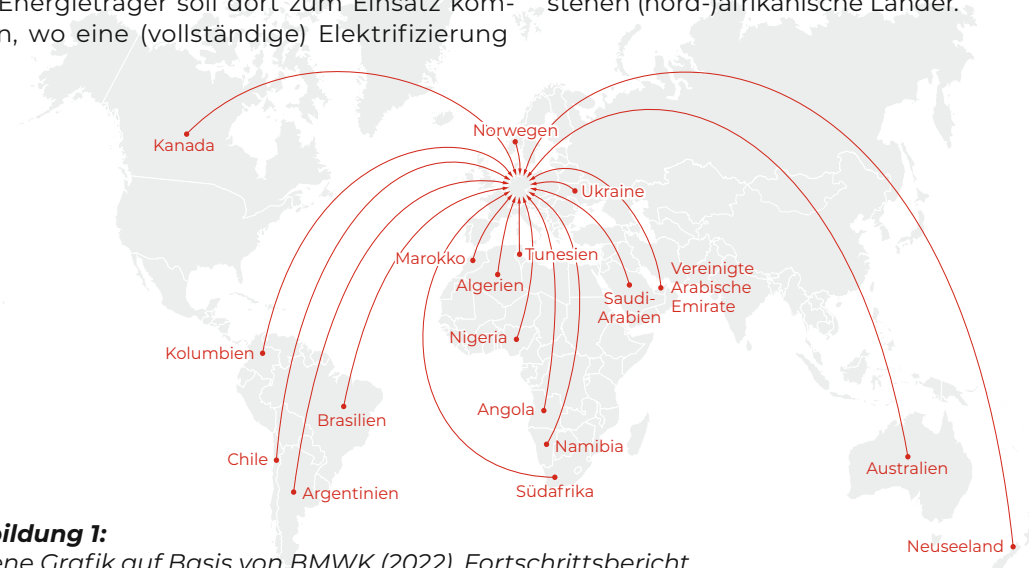 Energieträger soll dort zum Einsatz kom-
n, wo eine (vollständige) Elektrifizierung
stehen (nord-)afrikanische Länder.
Norwegen
Kanada
Ukraine
Marokko
Tunesien
Algerien
Vereinigte
Arabische
Emirate
Saudi-
Arabien
Nigeria
Kolumbien
Angola
Brasilien
Namibia
Chile
Australien
Argentinien
Südafrika
Neuseeland
bildung 1:
ene Grafik auf Basis von BMWK (2022), Fortschrittsbericht